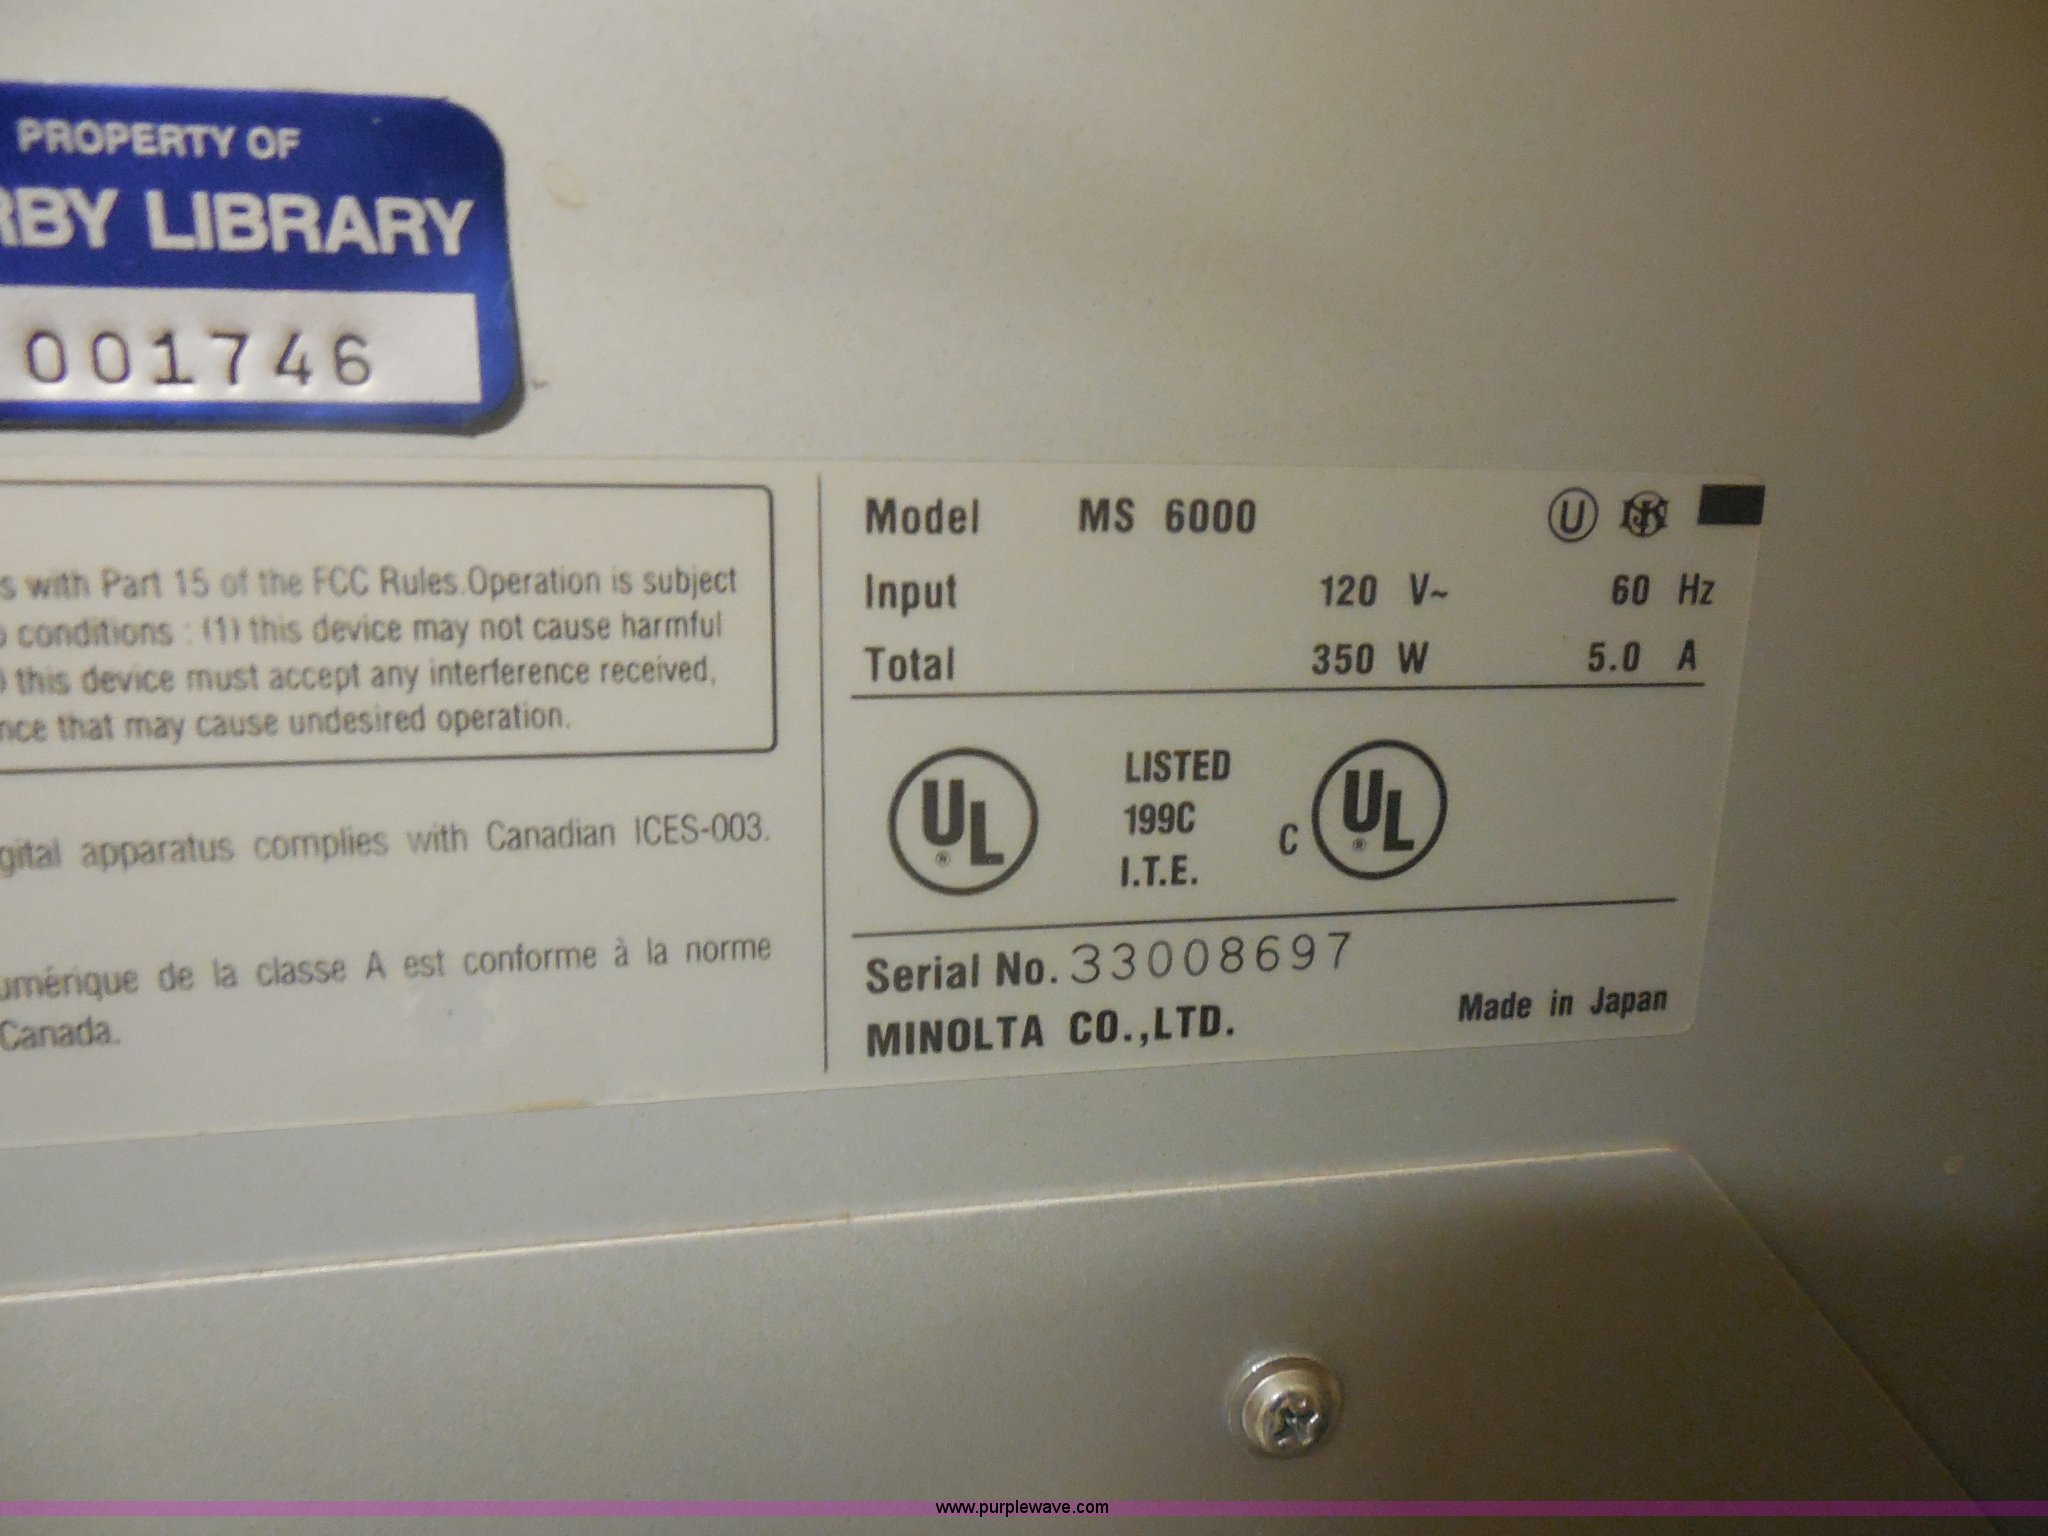 PROPERTY OF
RBY LIBRARY
001746
s with Part 15 of the FCC Rules.Operation is subject
o conditions : (1) this device may not cause harmful
) this device must accept any interference received,
nce that may cause undesired operation.
gital apparatus complies with Canadian ICES-003.
umérique de la classe A est conforme à la norme
Canada.
Model MS 6000
Input 120 V~ 60 Hz
Total 350 W 5.0 A
UL
LISTED
199C
I.T.E.
C UL
Serial No. 33008697
MINOLTA CO.,LTD. Made in Japan
www.purplewave.com